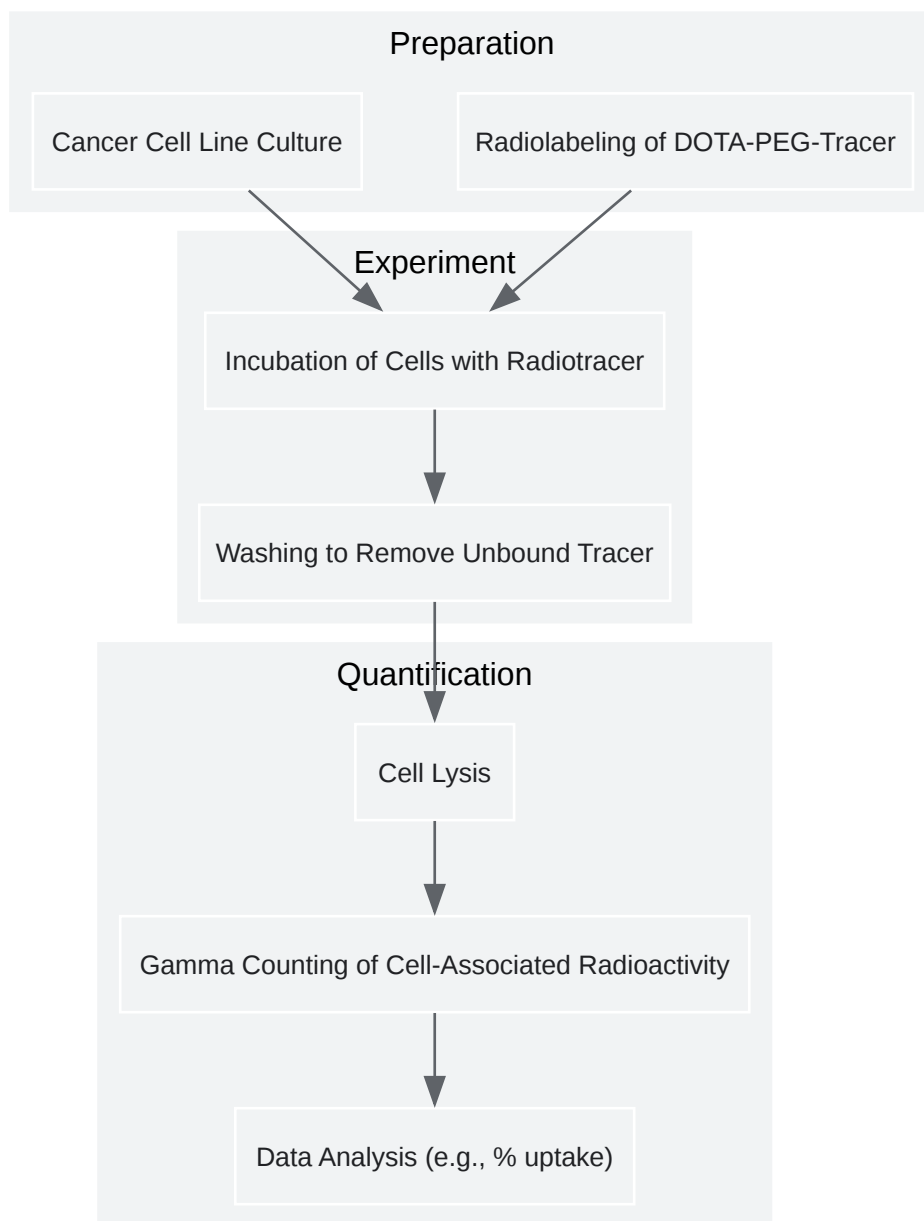 Preparation
Cancer Cell Line Culture
Radiolabeling of DOTA-PEG-Tracer
Experiment
Incubation of Cells with Radiotracer
Washing to Remove Unbound Tracer
Quantification
Cell Lysis
Gamma Counting of Cell-Associated Radioactivity
Data Analysis (e.g., % uptake)